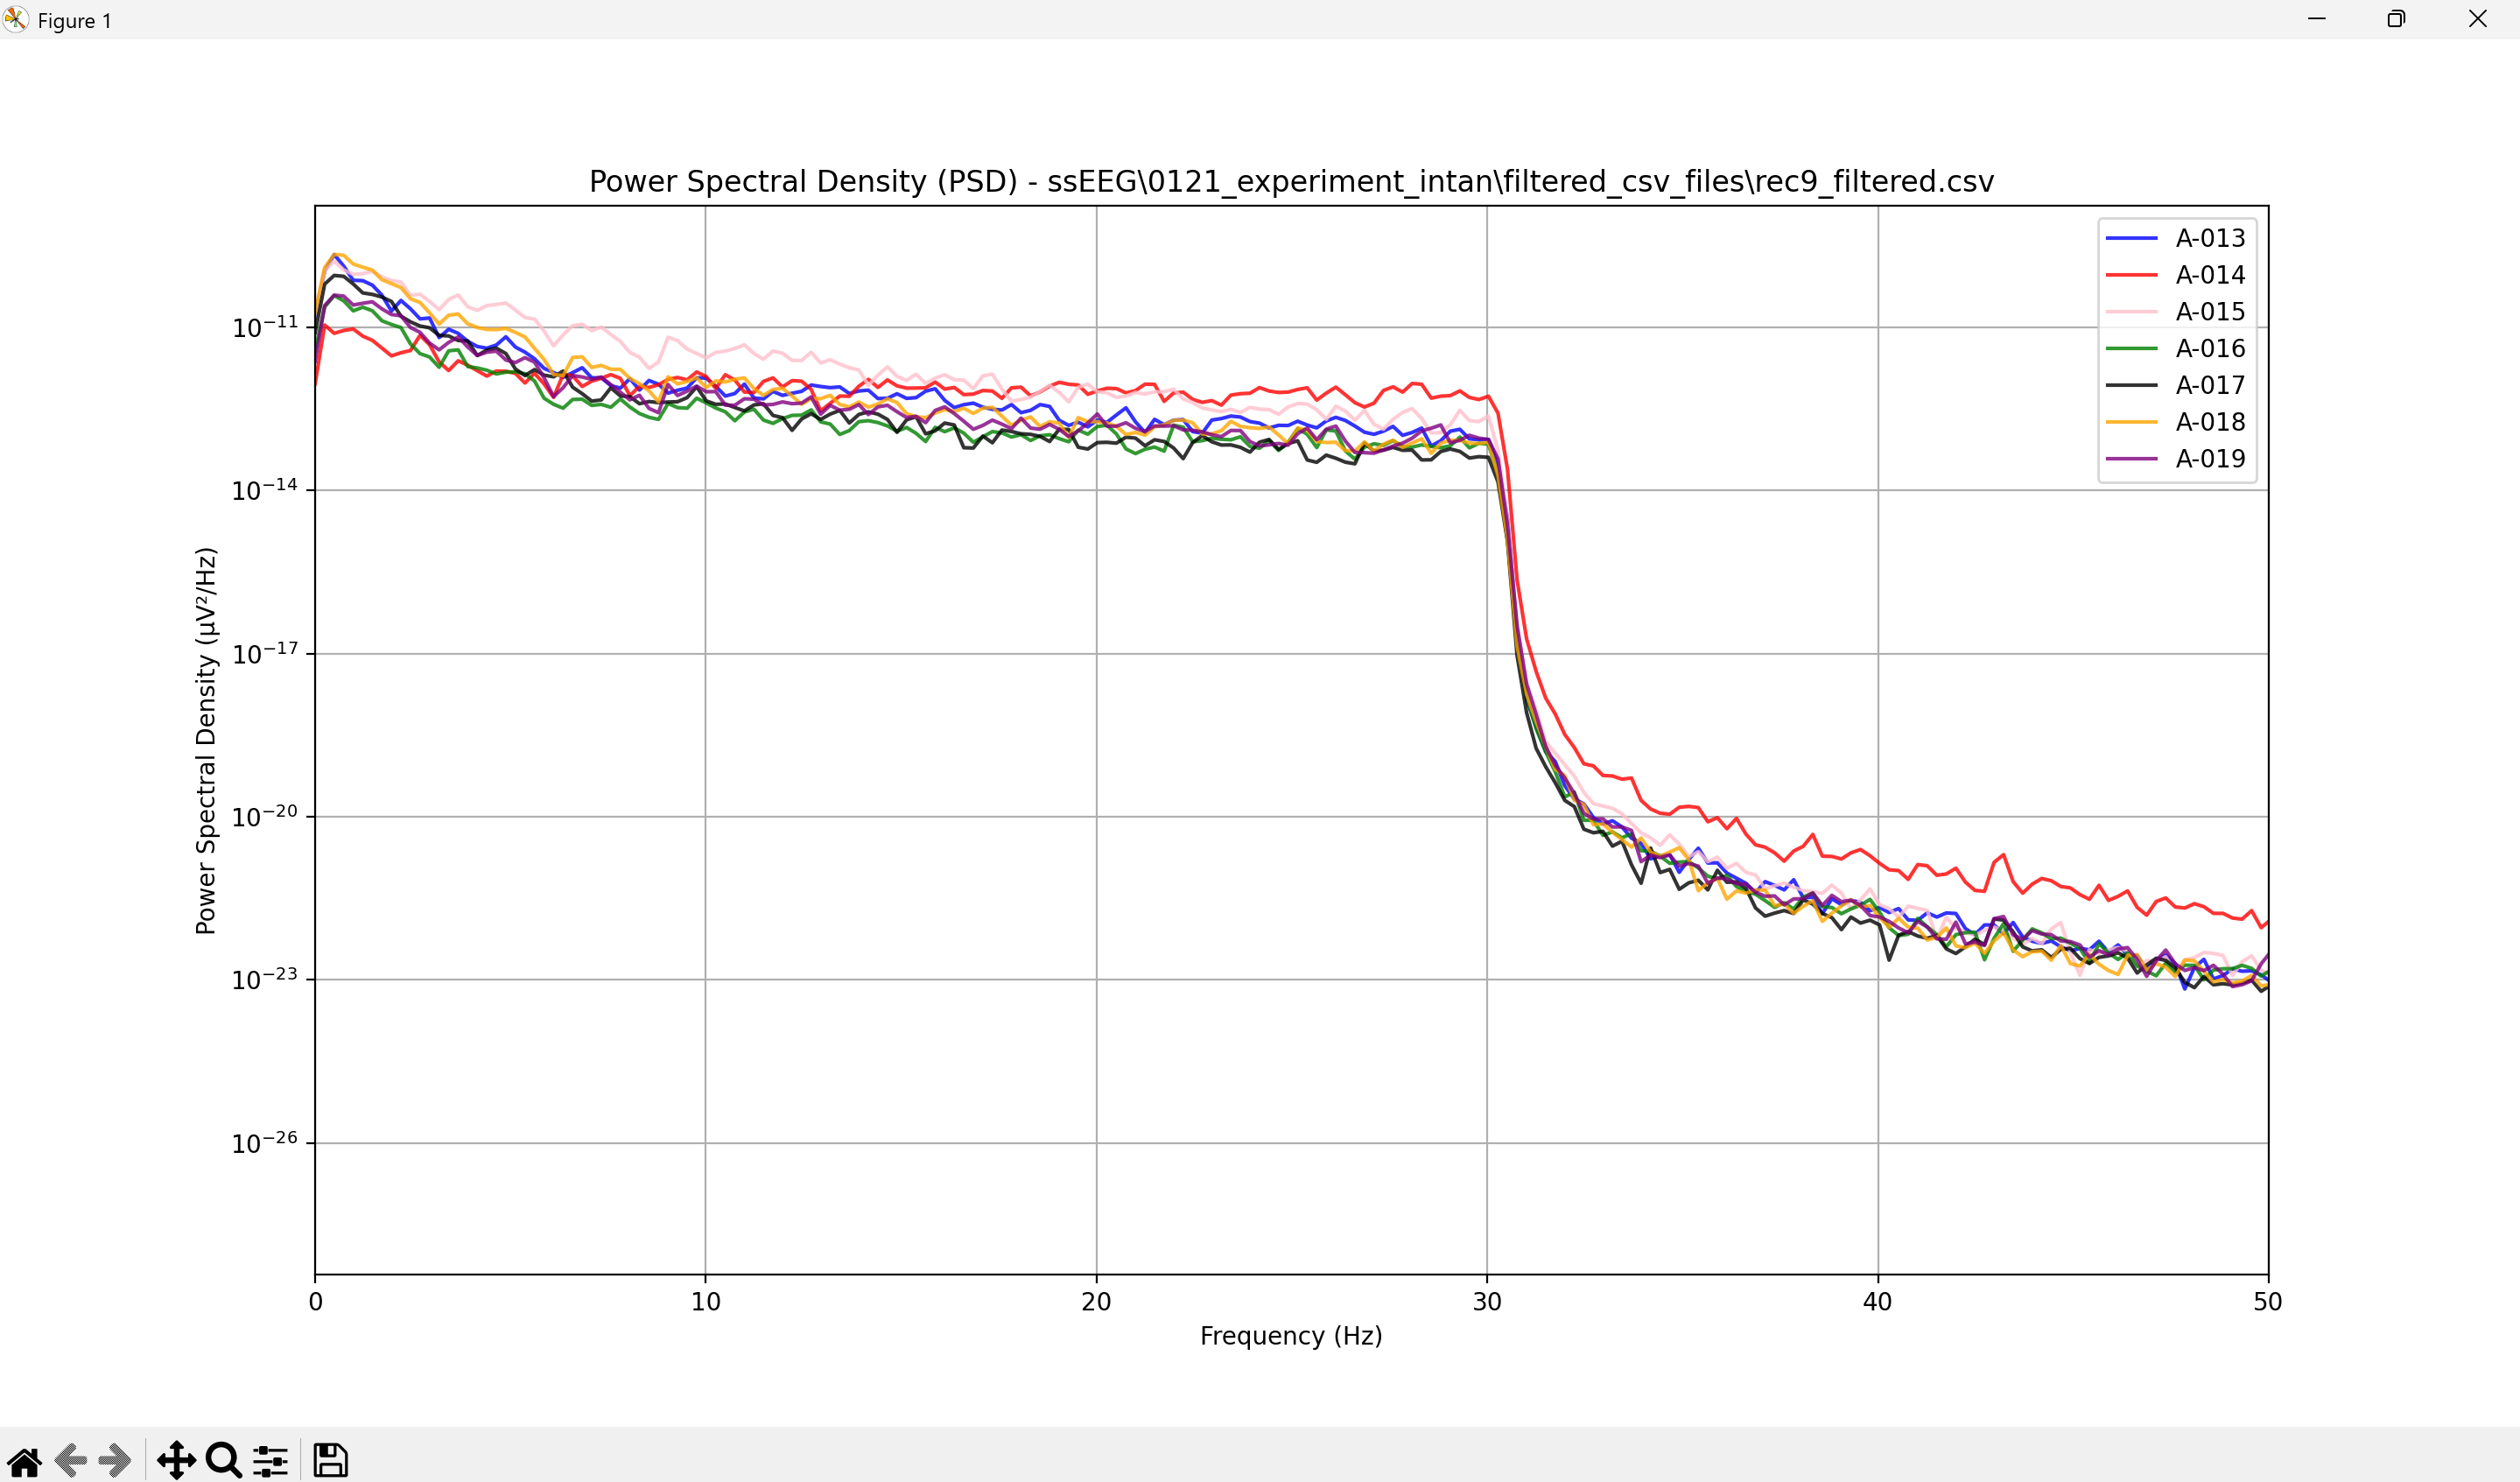 Figure 1
Power Spectral Density (PSD) - ssEEG\0121_experiment_intan\filtered_csv_files\rec9_filtered.csv
A-013
A-014
A-015
A-016
A-017
A-018
A-019
10⁻¹¹
10⁻¹⁴
10⁻¹⁷
10⁻²⁰
10⁻²³
10⁻²⁶
Power Spectral Density (µV²/Hz)
0 10 20 30 40 50
Frequency (Hz)